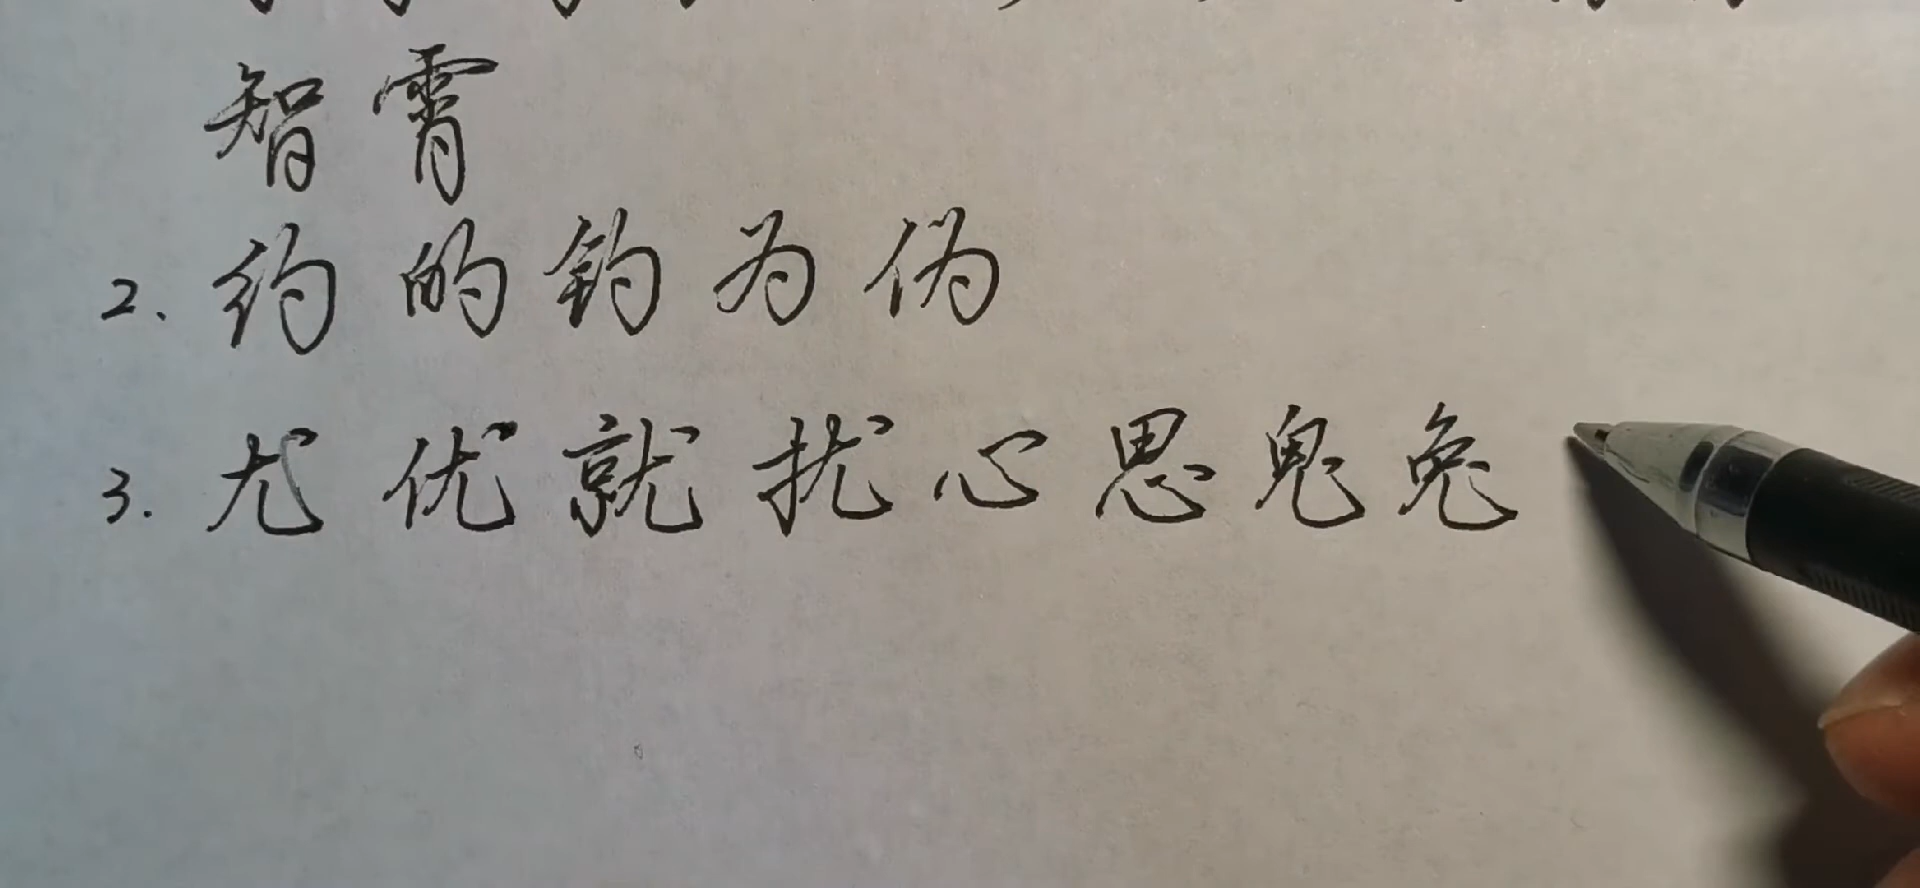 智霄
2. 约的钓为伪
3. 尤优就扰心思鬼兔